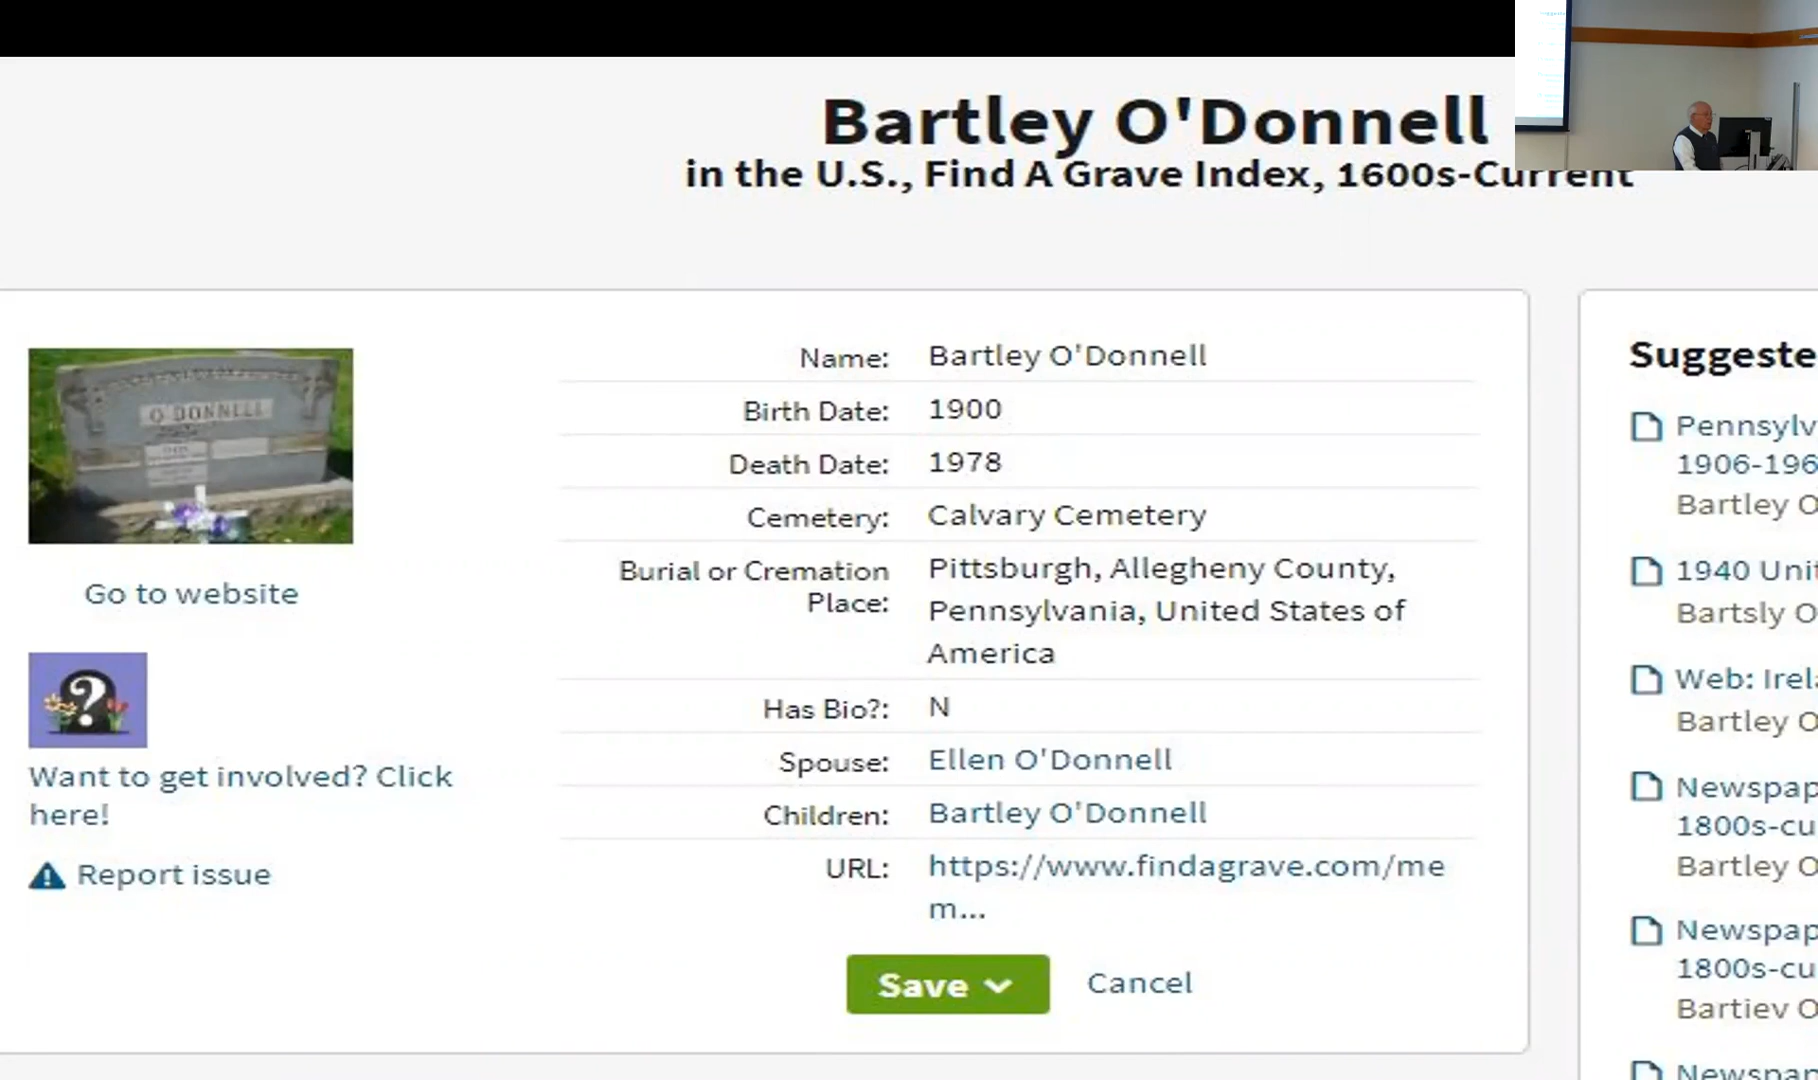 Bartley O'Donnell
in the U.S., Find A Grave Index, 1600s-Current
O'DONNELL
Go to website
?
Want to get involved? Click
here!
Report issue
Name: Bartley O'Donnell
Birth Date: 1900
Death Date: 1978
Cemetery: Calvary Cemetery
Burial or Cremation
Place:
Pittsburgh, Allegheny County,
Pennsylvania, United States of
America
Has Bio?: N
Spouse: Ellen O'Donnell
Children: Bartley O'Donnell
URL: https://www.findagrave.com/me
m...
Save Cancel
Suggeste
Pennsylv
1906-196
Bartley O
1940 Unit
Bartsly O
Web: Irela
Bartley O
Newspap
1800s-cu
Bartley O
Newspap
1800s-cu
Bartiev O
Newspap